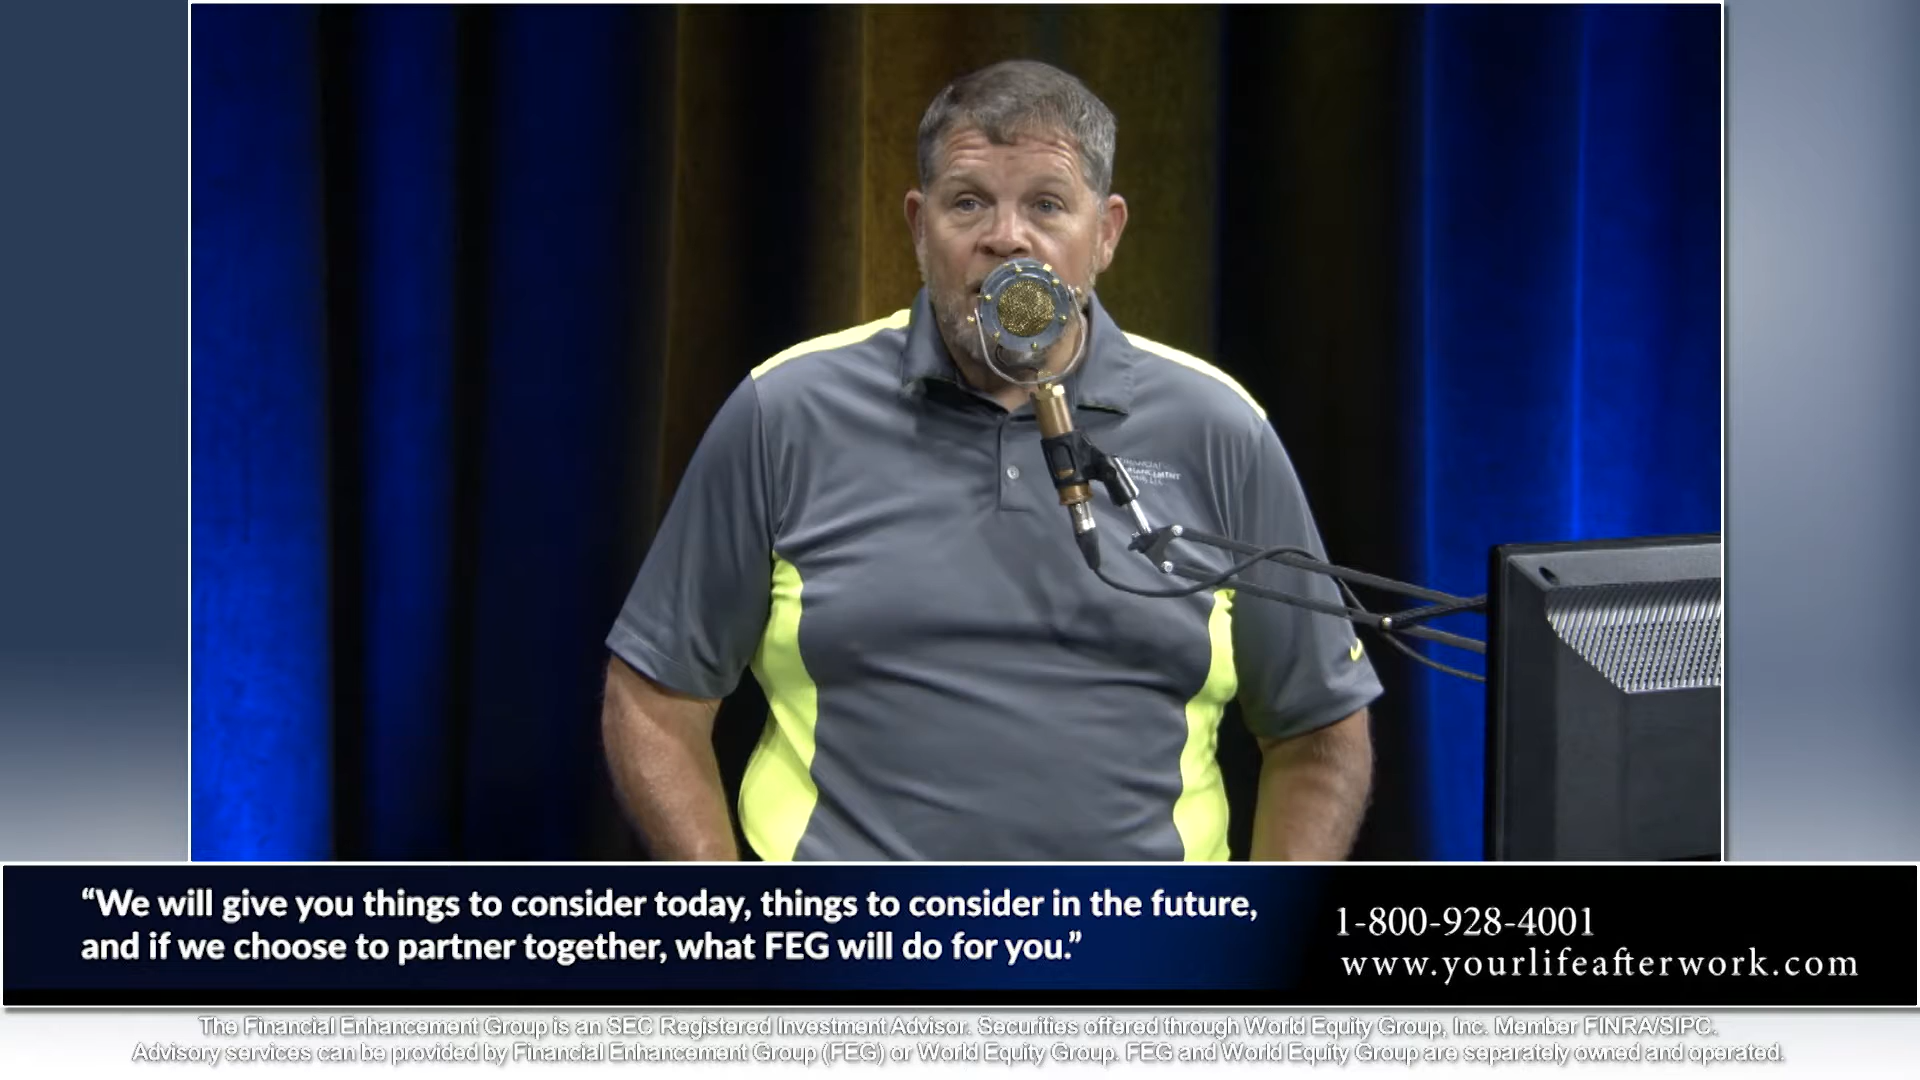 FINANCIAL
“We will give you things to consider today, things to consider in the future,
and if we choose to partner together, what FEG will do for you.”
1-800-928-4001
www.yourlifeafterwork.com
The Financial Enhancement Group is an SEC Registered Investment Advisor. Securities offered through World Equity Group, Inc. Member FINRA/SIPC.
Advisory services can be provided by Financial Enhancement Group (FEG) or World Equity Group. FEG and World Equity Group are separately owned and operated.